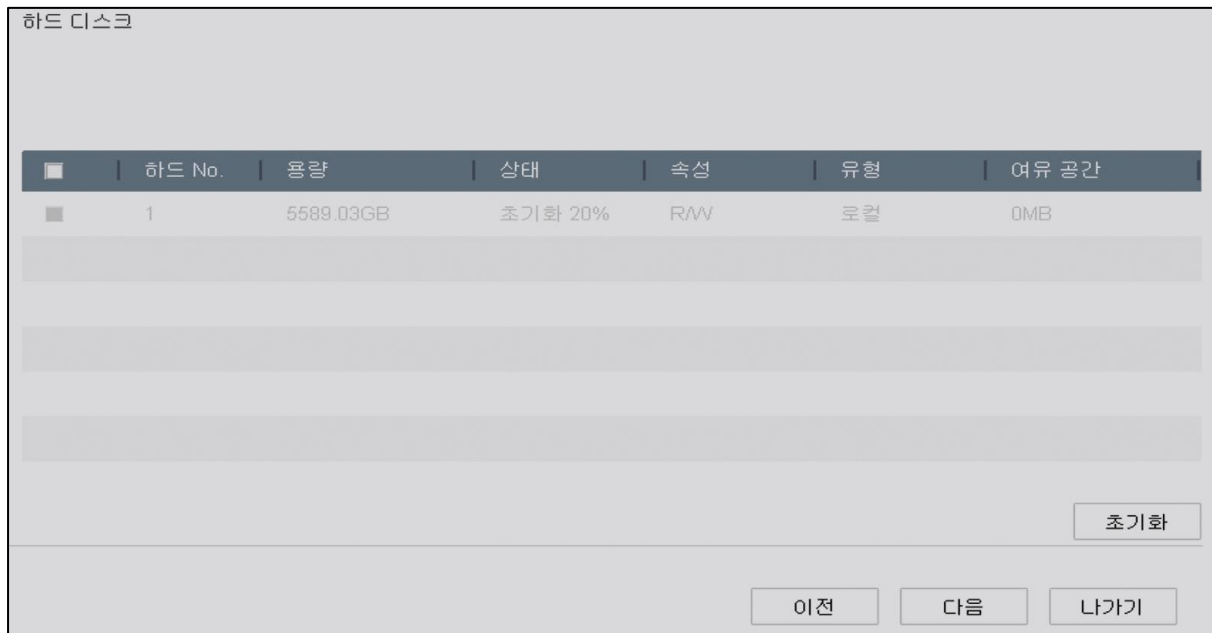 하드 디스크
하드 No. 용량 상태 속성 유형 여유 공간
1 5589.03GB 초기화 20% R/W 로컬 0MB
초기화
이전 다음 나가기